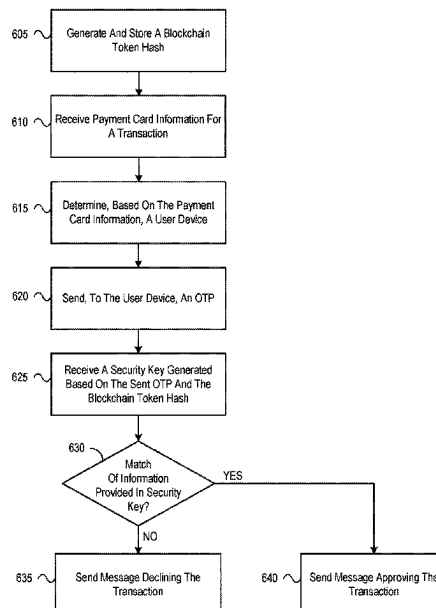 605
Generate And Store A Blockchain
Token Hash
610
Receive Payment Card Information For
A Transaction
615
Determine, Based On The Payment
Card Information, A User Device
620
Send, To The User Device, An OTP
625
Receive A Security Key Generated
Based On The Sent OTP And The
Blockchain Token Hash
630
Match
Of Information
Provided In Security
Key?
YES
NO
635
Send Message Declining The
Transaction
640
Send Message Approving The
Transaction